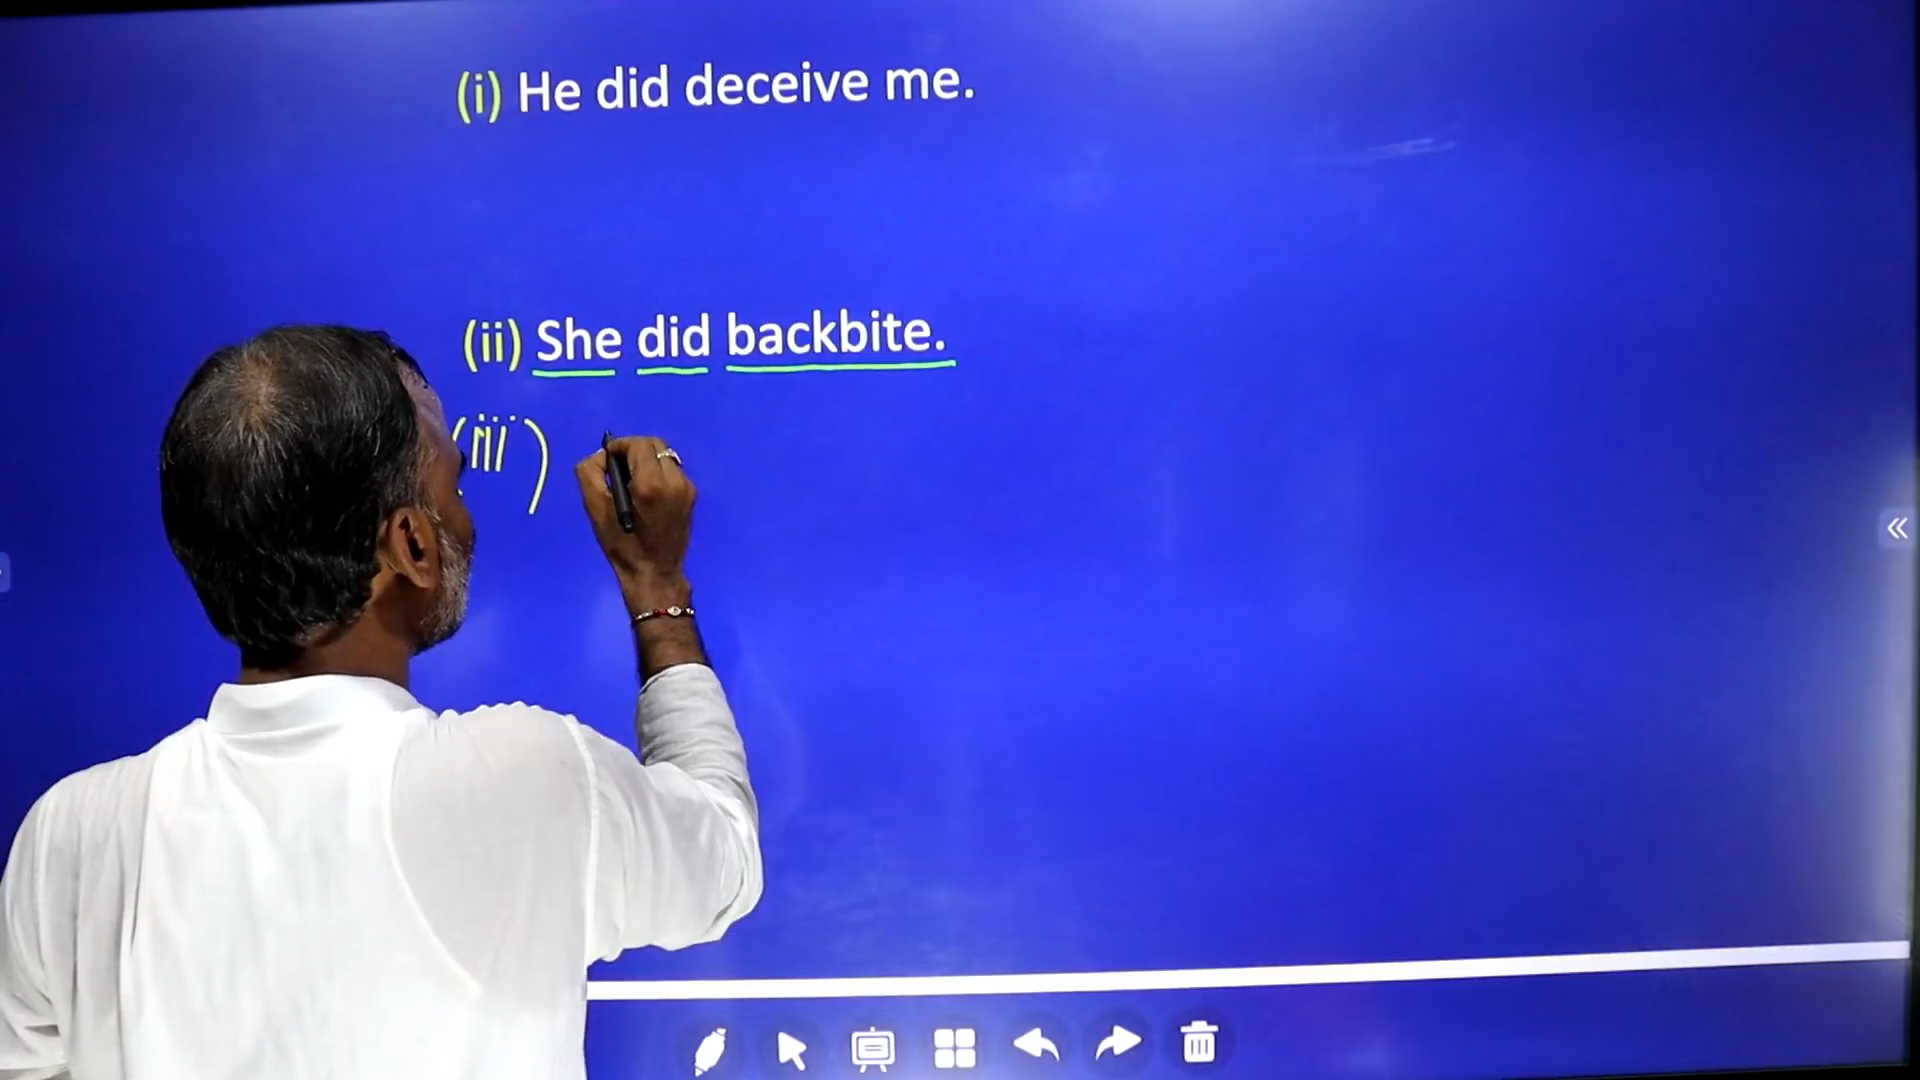 (i) He did deceive me.
(ii) She did backbite.
(iii)